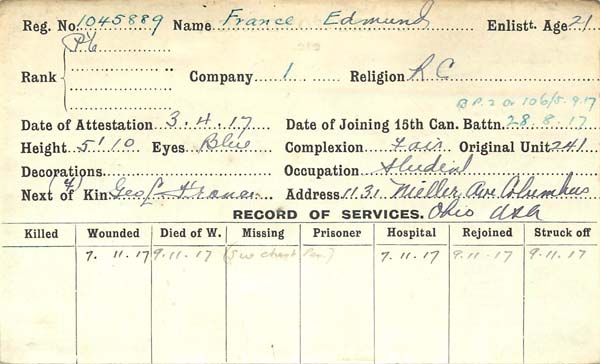 Reg. No. 1045889 Name France Edmund Enlistt. Age 21
Pte
Rank Company 1 Religion R C
B.P. 2 O 106/5.9.17
Date of Attestation 3.4.17 Date of Joining 15th Can. Battn. 28.8.17
Height 5' 10 Eyes Blue Complexion Fair Original Unit 241
Decorations Occupation Student
(f)
Next of Kin Geo L. France Address 1131 Miller Ave Columbus
RECORD OF SERVICES. Ohio USA
Killed Wounded Died of W. Missing Prisoner Hospital Rejoined Struck off
7.11.17 9.11.17 (Sw chest Pen.) 7.11.17 9.11.17 9.11.17